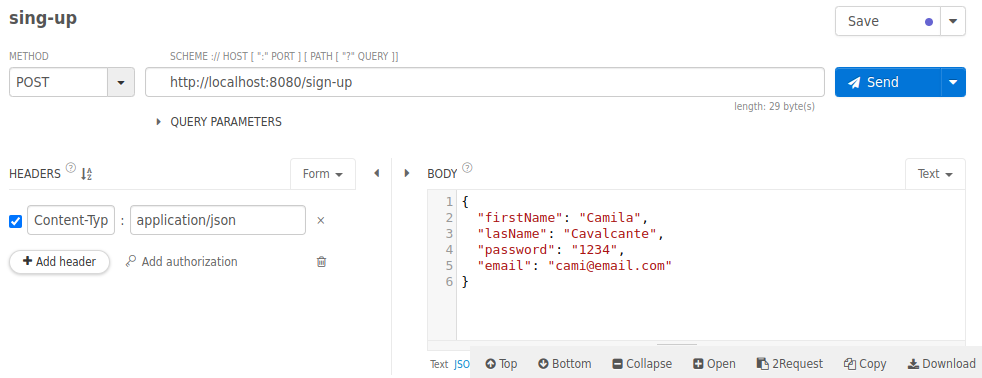 sing-up
Save
METHOD
SCHEME :// HOST [ ":" PORT ] [ PATH [ "?" QUERY ]]
POST
http://localhost:8080/sign-up
Send
length: 29 byte(s)
QUERY PARAMETERS
HEADERS ? Form
BODY ? Text
Content-Typ : application/json ×
+ Add header Add authorization
1 {
2 "firstName": "Camila",
3 "lasName": "Cavalcante",
4 "password": "1234",
5 "email": "cami@email.com"
6 }
Text JSO Top Bottom Collapse Open 2Request Copy Download